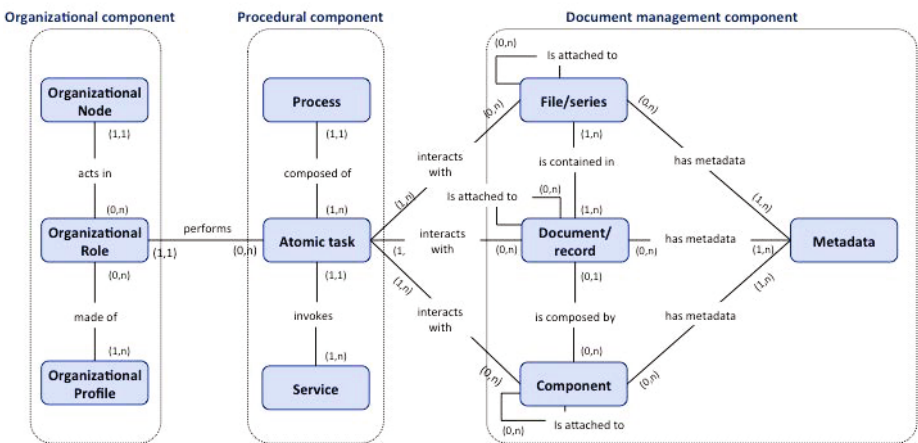 Organizational component
Procedural component
Document management component
(0,n)
Is attached to
Organizational
Node
Process
File/series
(1,1)
(1,1)
(0,n)
(1,n)
(0,n)
acts in
composed of
interacts
with
is contained in
has metadata
Is attached to
(0,n)
(0,n)
(1,n)
(1,n)
(1,n)
(1,n)
Organizational
Role
performs
(1,1)
(0,n)
Atomic task
(1,
interacts
with
(0,n)
Document/
record
(0,n)
has metadata
(1,n)
Metadata
(0,n)
(1,1)
(1,n)
(0,1)
(1,n)
made of
invokes
interacts
with
is composed by
has metadata
(1,n)
(1,n)
(0,n)
(0,n)
(0,n)
Organizational
Profile
Service
Component
(0,n)
Is attached to